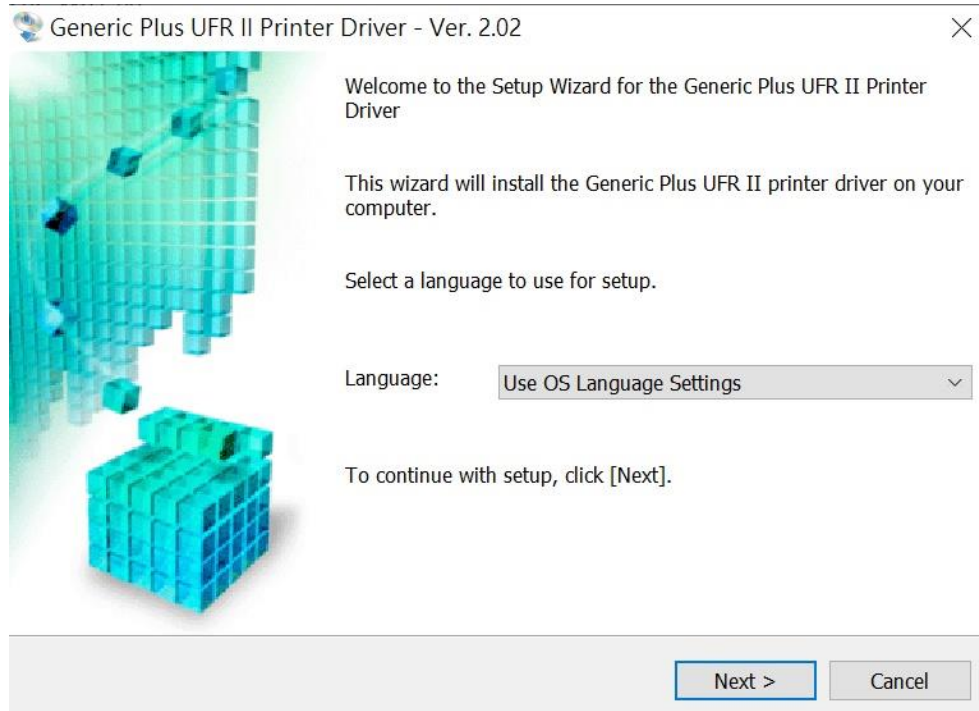 Generic Plus UFR II Printer Driver - Ver. 2.02
Welcome to the Setup Wizard for the Generic Plus UFR II Printer
Driver
This wizard will install the Generic Plus UFR II printer driver on your
computer.
Select a language to use for setup.
Language: Use OS Language Settings
To continue with setup, click [Next].
Next > Cancel